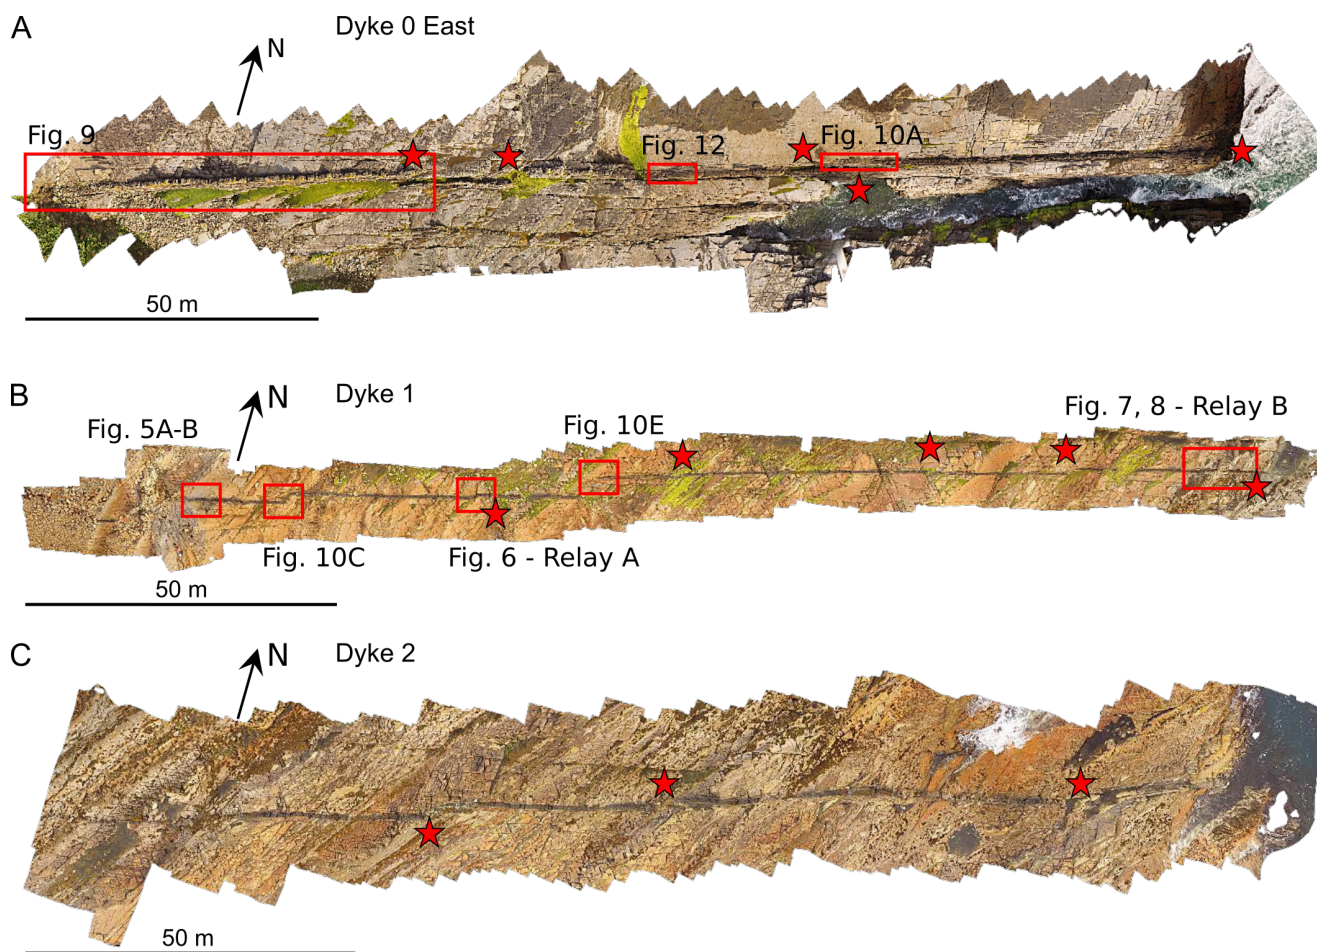 A
Dyke 0 East
N
Fig. 9
Fig. 12
Fig. 10A
50 m
B
Dyke 1
N
Fig. 5A-B
Fig. 10E
Fig. 7, 8 - Relay B
Fig. 10C
Fig. 6 - Relay A
50 m
C
Dyke 2
N
50 m